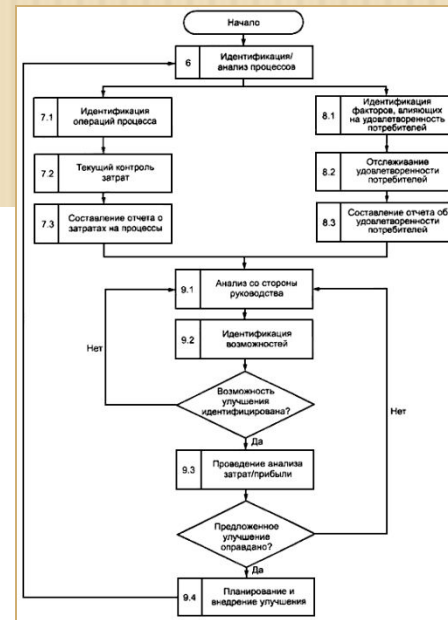 Начало
6
Идентификация/
анализ процессов
7.1
Идентификация
операций процесса
8.1
Идентификация
факторов, влияющих
на удовлетворенность
потребителей
7.2
Текущий контроль
затрат
8.2
Отслеживание
удовлетворенности
потребителей
7.3
Составление отчета о
затратах на процессы
8.3
Составление отчета об
удовлетворенности
потребителей
9.1
Анализ со стороны
руководства
9.2
Идентификация
возможностей
Нет
Возможность
улучшения
идентифицирована?
Нет
Да
9.3
Проведение анализа
затрат/прибыли
Предложенное
улучшение
оправдано?
Да
9.4
Планирование и
внедрение улучшения